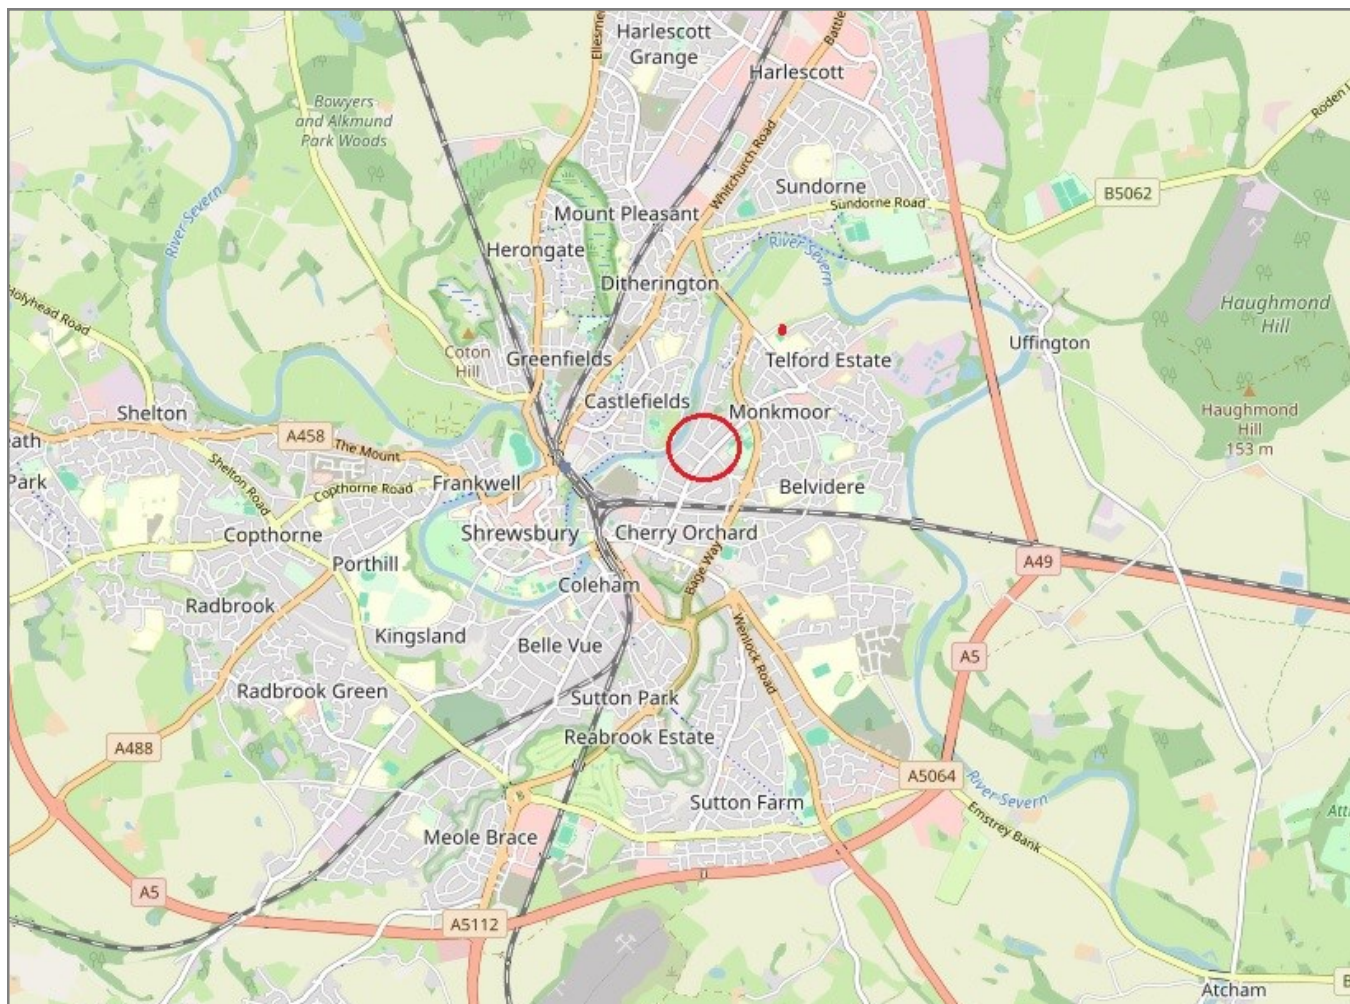 Harlescott
Grange
Ellesme
Battle
Harlescott
Bowyers
and Alkmund
Park Woods
Roden L
Whitchurch Road
Sundorne
B5062
Sundorne Road
River Severn
Mount Pleasant
Herongate
River Severn
Ditherington
Haughmond
Hill
Holyhead Road
Coton
Hill
Greenfields
Telford Estate
Uffington
Castlefields
Monkmoor
Shelton
Haughmond
Hill
153 m
A458
The Mount
eath
Park
Shelton Road
Copthorne Road
Frankwell
Belvidere
Copthorne
Shrewsbury
Cherry Orchard
Porthill
A49
Coleham
Bage Way
Radbrook
Kingsland
Belle Vue
Wenlock Road
A5
Radbrook Green
Sutton Park
Reabrook Estate
A488
A5064
River Severn
Sutton Farm
Emstrey Bank
Att
Meole Brace
A5
A5112
Atcham
B